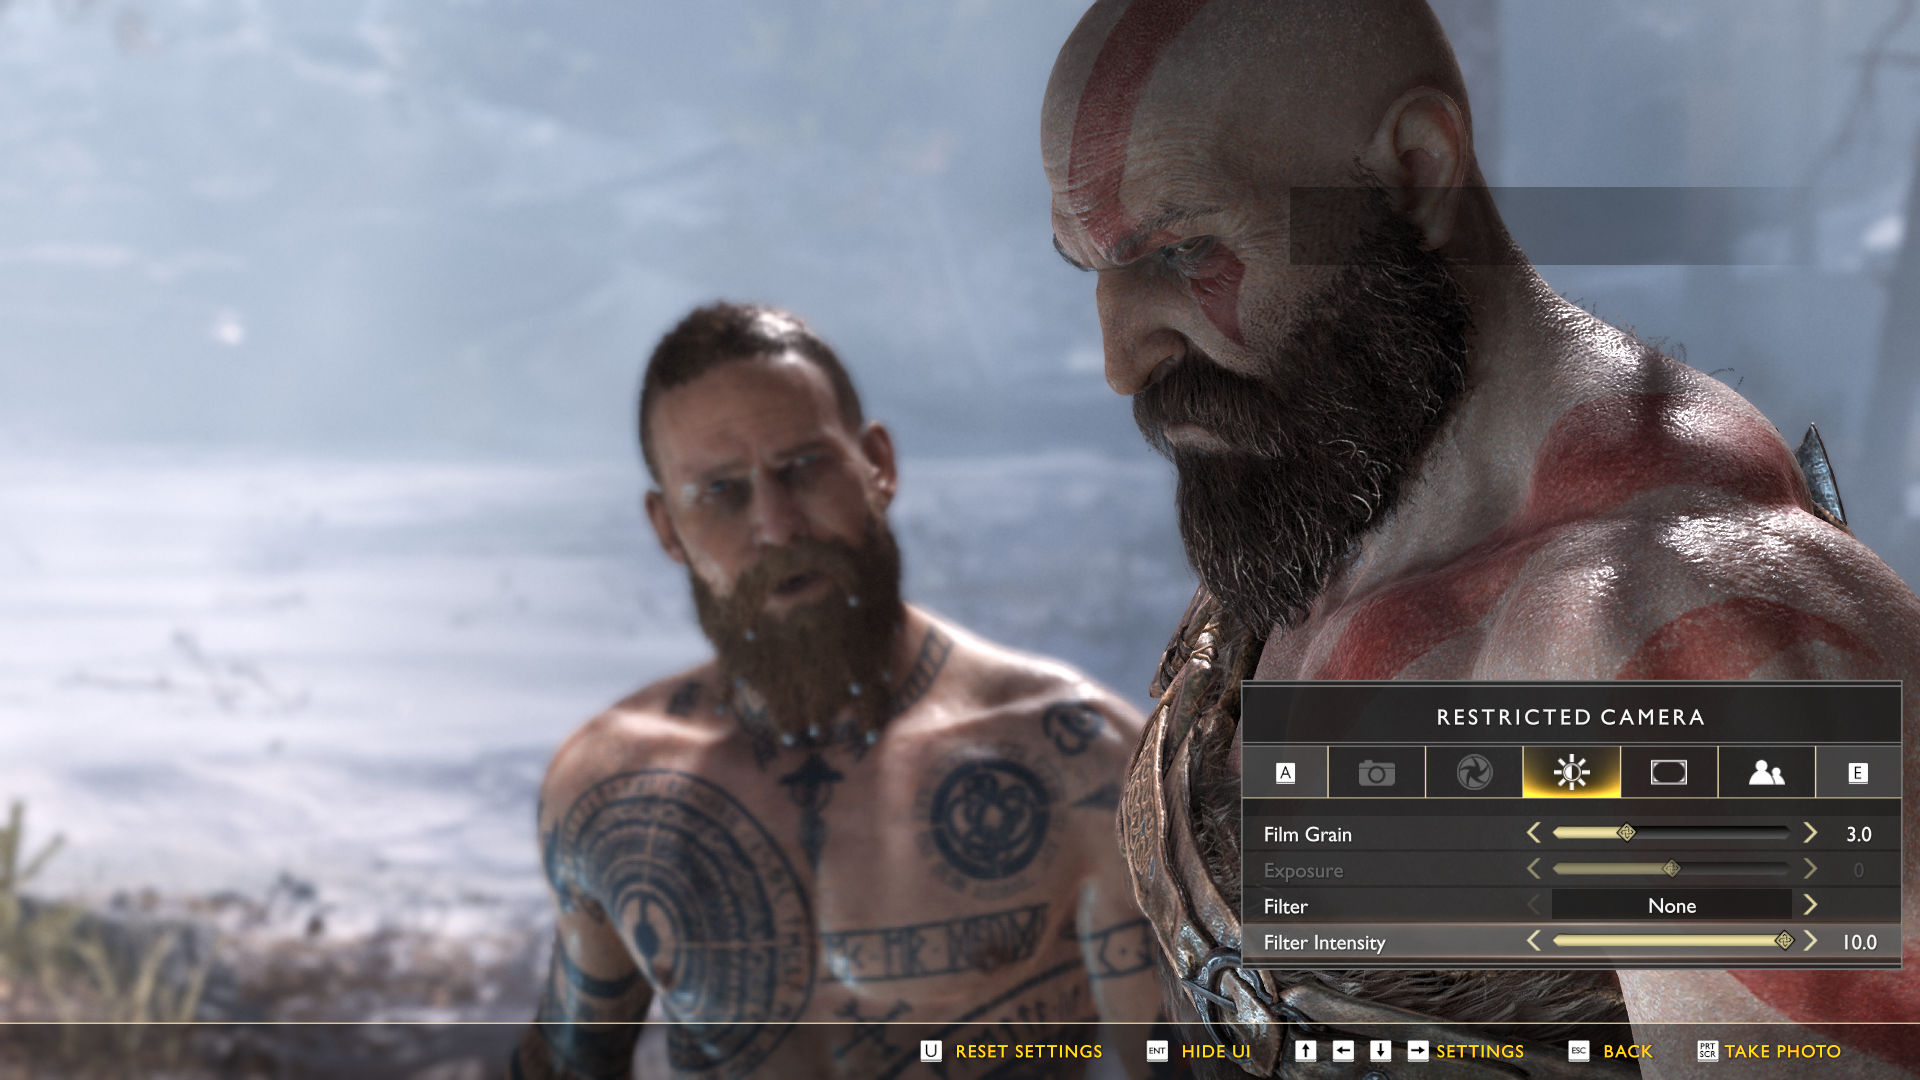 RESTRICTED CAMERA
A E
Film Grain 3.0
Exposure 0
Filter None
Filter Intensity 10.0
U RESET SETTINGS ENT HIDE UI SETTINGS ESC BACK PRT SCR TAKE PHOTO